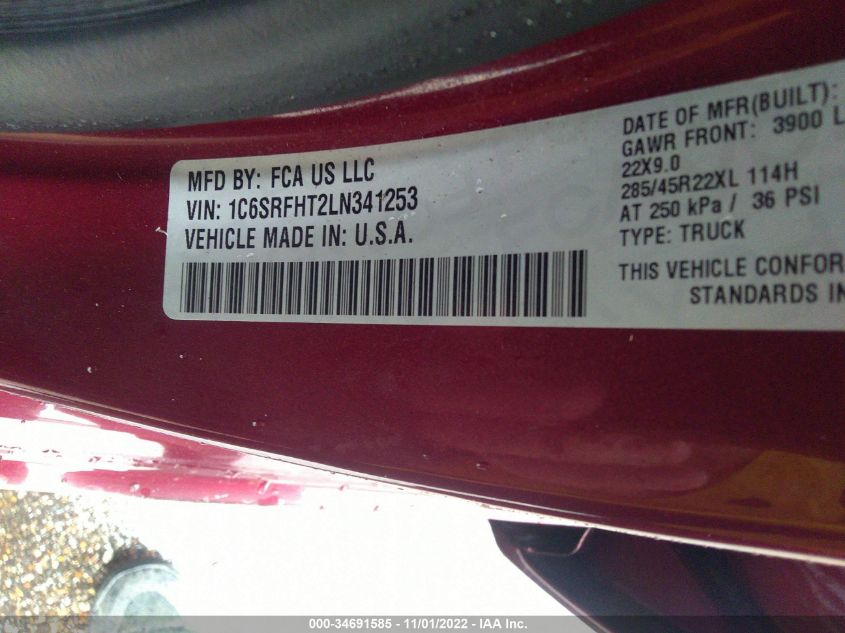 MFD BY: FCA US LLC
VIN: 1C6SRFHT2LN341253
VEHICLE MADE IN: U.S.A.
DATE OF MFR(BUILT):
GAWR FRONT: 3900 L
22X9.0
285/45R22XL 114H
AT 250 kPa / 36 PSI
TYPE: TRUCK
THIS VEHICLE CONFOR
STANDARDS IN
000-34691585 - 11/01/2022 - IAA Inc.